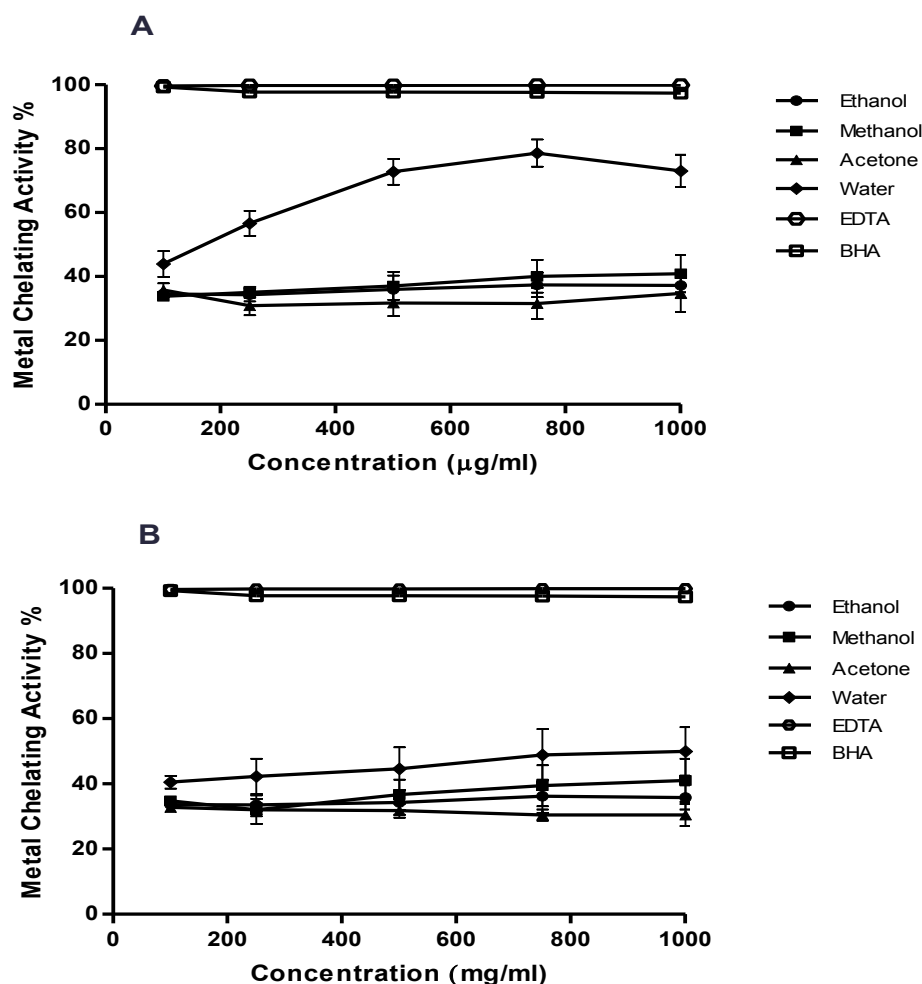 A
Metal Chelating Activity %
100
80
60
40
20
0
0 200 400 600 800 1000
Concentration (μg/ml)
Ethanol
Methanol
Acetone
Water
EDTA
BHA
B
Metal Chelating Activity %
100
80
60
40
20
0
0 200 400 600 800 1000
Concentration (mg/ml)
Ethanol
Methanol
Acetone
Water
EDTA
BHA